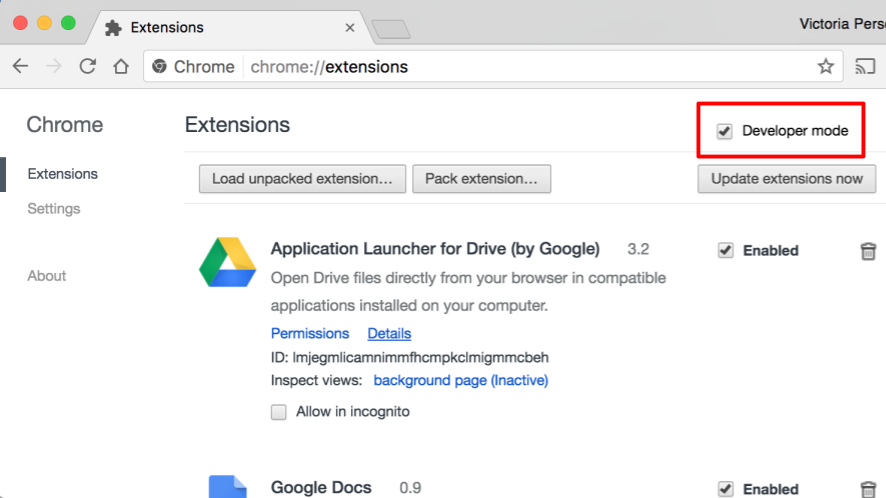 Extensions
Victoria Pers
Chrome chrome://extensions
Chrome
Extensions
Developer mode
Extensions
Settings
About
Load unpacked extension... Pack extension... Update extensions now
Application Launcher for Drive (by Google) 3.2 Enabled
Open Drive files directly from your browser in compatible
applications installed on your computer.
Permissions Details
ID: lmjegmlicamnimmfhcmpkclmigmmcbeh
Inspect views: background page (Inactive)
Allow in incognito
Google Docs 0.9 Enabled